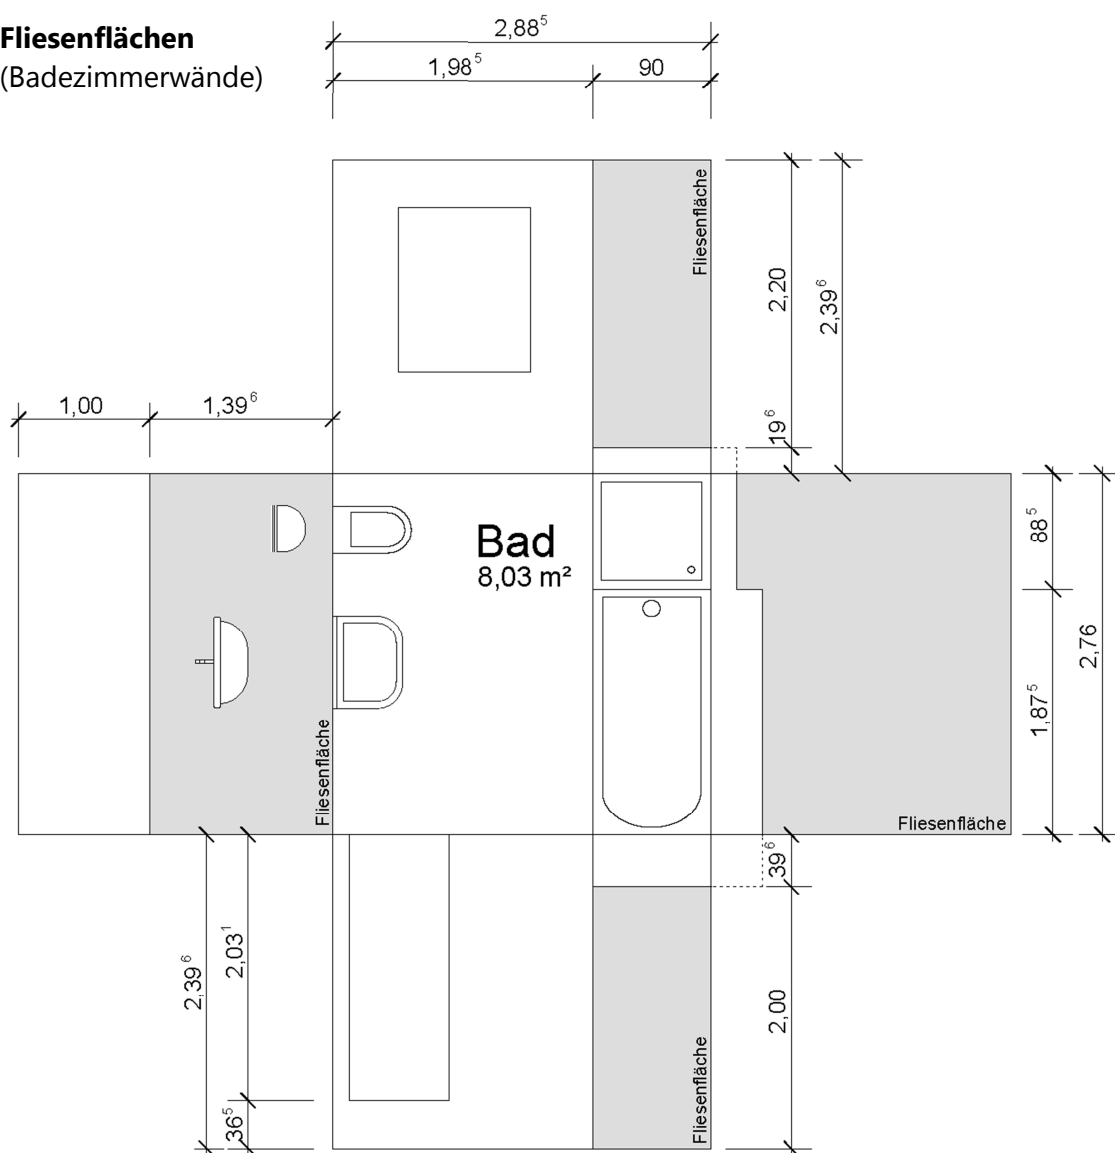 Fliesenflächen
(Badezimmerwände)
2,88⁵
1,98⁵ 90
Fliesenfläche
2,20
2,39⁶
19⁶
1,00 1,39⁶
Bad
8,03 m²
88⁵
2,76
1,87⁵
Fliesenfläche
Fliesenfläche
39⁶
2,03¹
2,39⁶
2,00
36⁵
Fliesenfläche